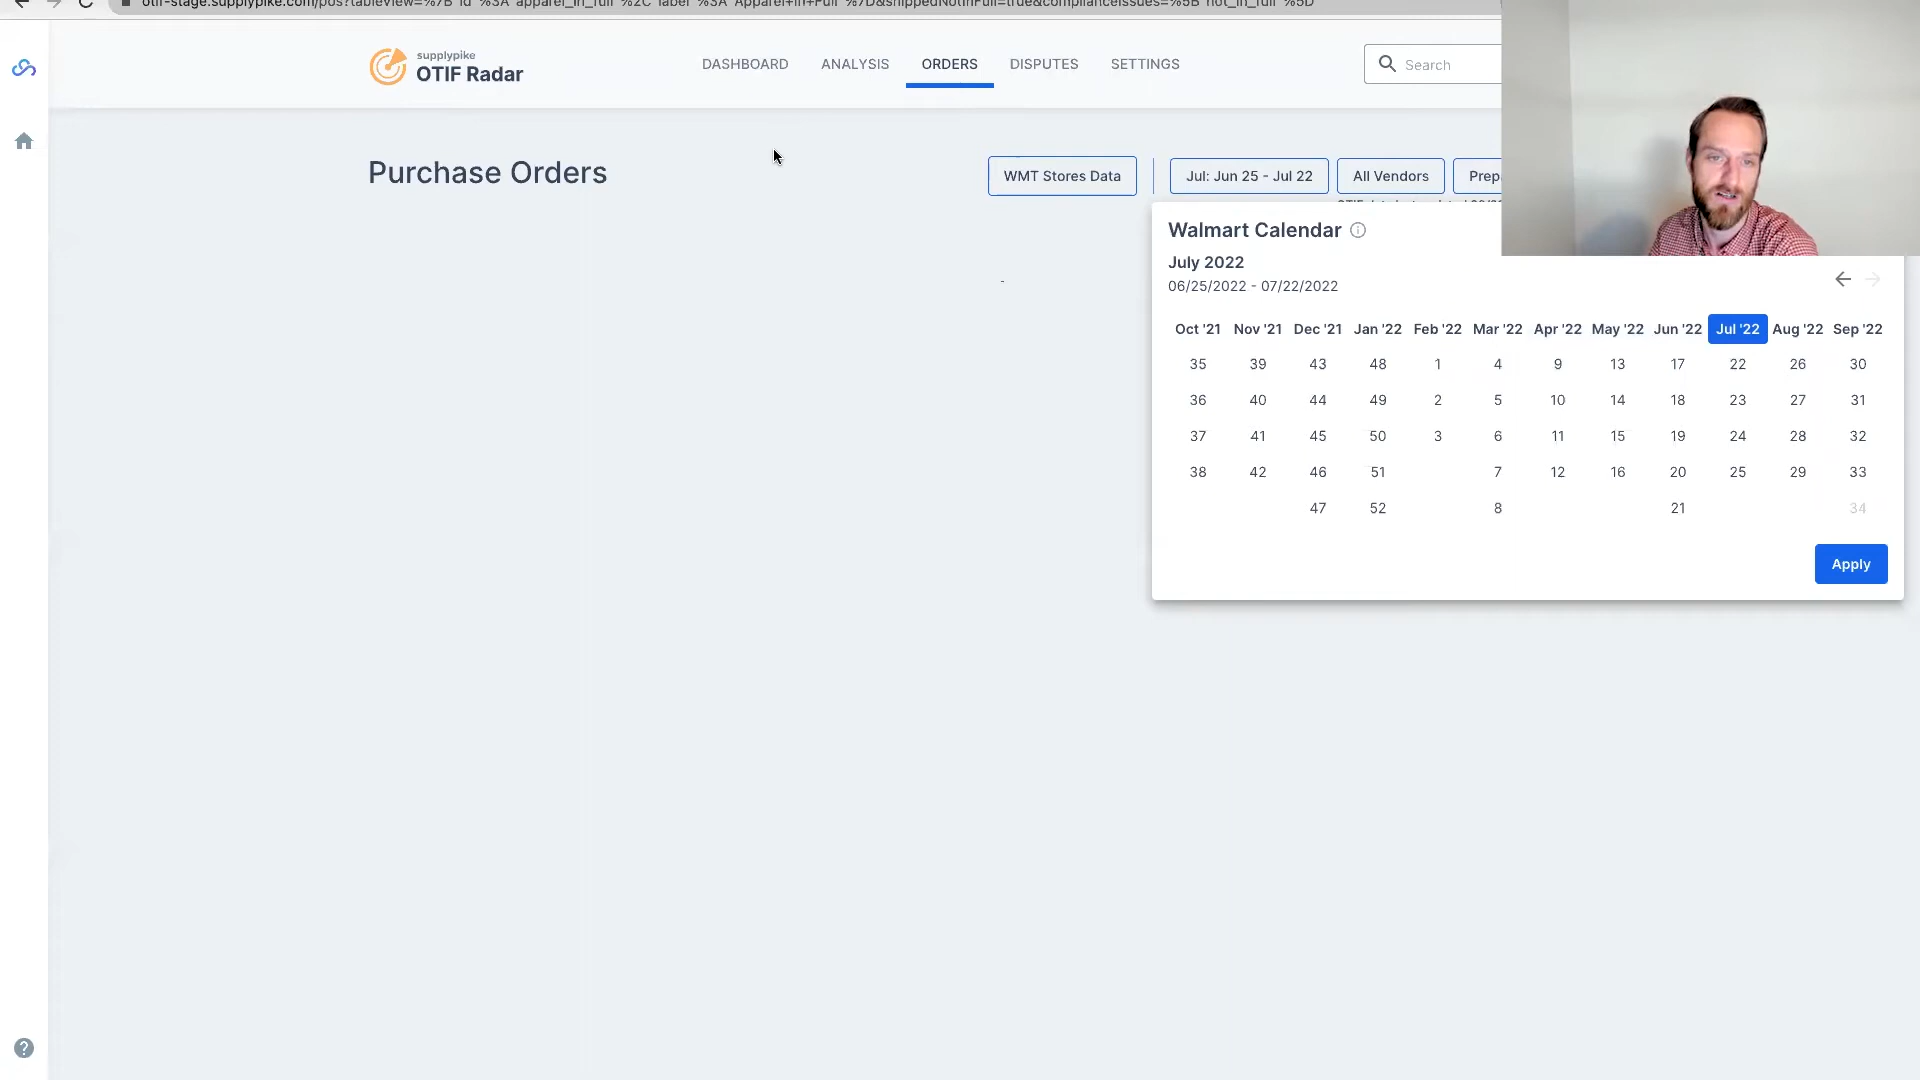 supplypike
OTIF Radar
DASHBOARD
ANALYSIS
ORDERS
DISPUTES
SETTINGS
Search
Purchase Orders
WMT Stores Data
Jul: Jun 25 - Jul 22
All Vendors
Walmart Calendar
July 2022
06/25/2022 - 07/22/2022
Oct '21 Nov '21 Dec '21 Jan '22 Feb '22 Mar '22 Apr '22 May '22 Jun '22 Jul '22 Aug '22 Sep '22
35 39 43 48 1 4 9 13 17 22 26 30
36 40 44 49 2 5 10 14 18 23 27 31
37 41 45 50 3 6 11 15 19 24 28 32
38 42 46 51 7 12 16 20 25 29 33
47 52 8 21 34
Apply